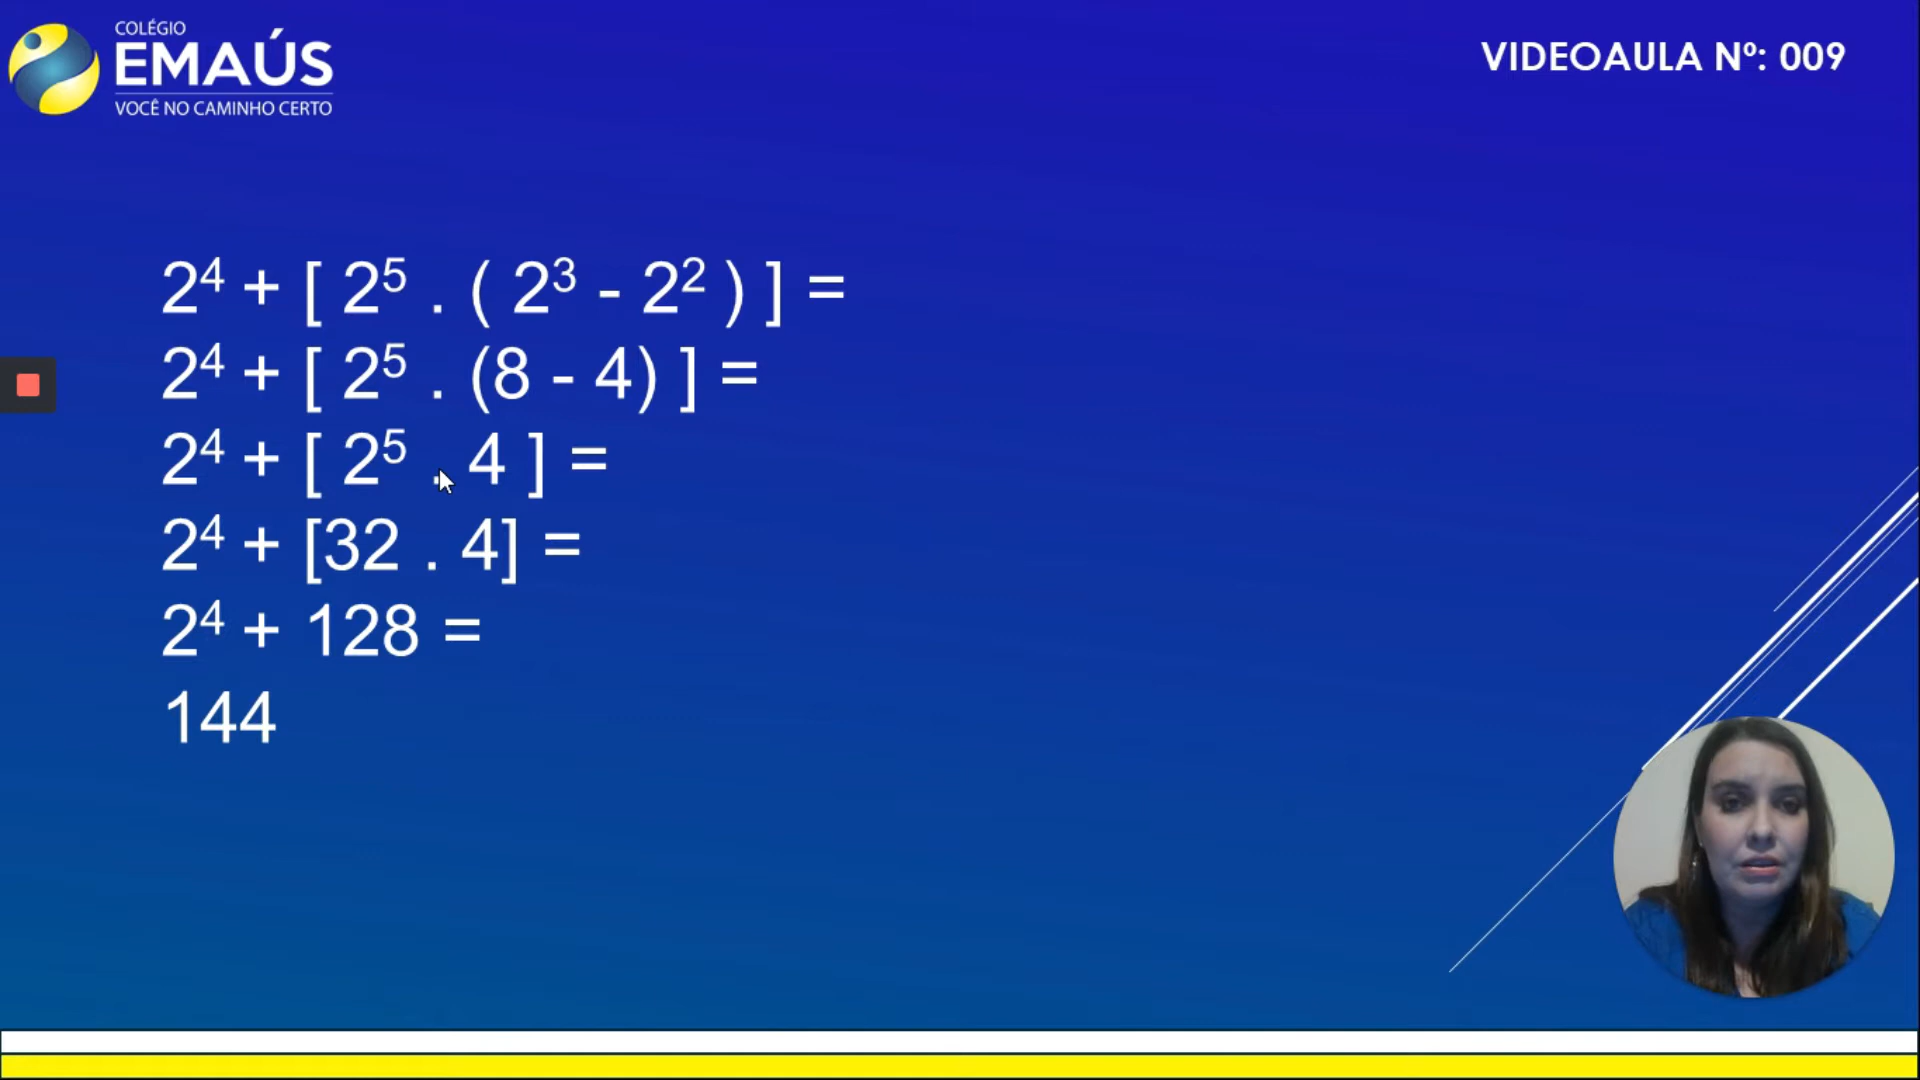 COLÉGIO
EMAÚS
VOCÊ NO CAMINHO CERTO
VIDEOAULA Nº: 009
2⁴ + [ 2⁵ . ( 2³ - 2² ) ] =
2⁴ + [ 2⁵ . (8 - 4) ] =
2⁴ + [ 2⁵ . 4 ] =
2⁴ + [32 . 4] =
2⁴ + 128 =
144